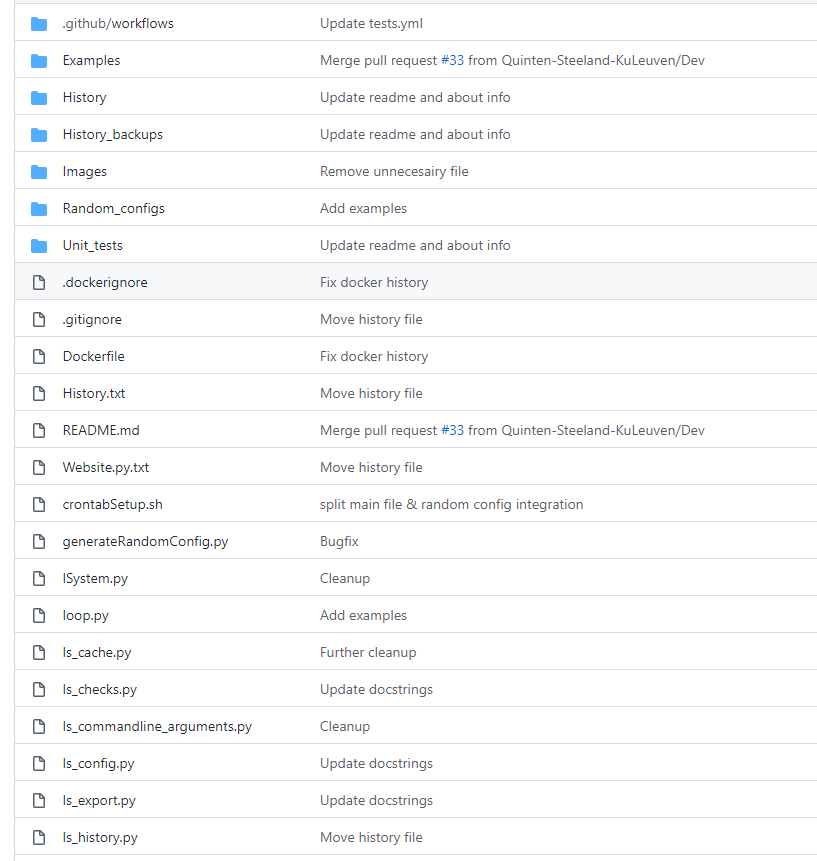 .github/workflows Update tests.yml
Examples Merge pull request #33 from Quinten-Steeland-KuLeuven/Dev
History Update readme and about info
History_backups Update readme and about info
Images Remove unnecesairy file
Random_configs Add examples
Unit_tests Update readme and about info
.dockerignore Fix docker history
.gitignore Move history file
Dockerfile Fix docker history
History.txt Move history file
README.md Merge pull request #33 from Quinten-Steeland-KuLeuven/Dev
Website.py.txt Move history file
crontabSetup.sh split main file & random config integration
generateRandomConfig.py Bugfix
lSystem.py Cleanup
loop.py Add examples
ls_cache.py Further cleanup
ls_checks.py Update docstrings
ls_commandline_arguments.py Cleanup
ls_config.py Update docstrings
ls_export.py Update docstrings
ls_history.py Move history file